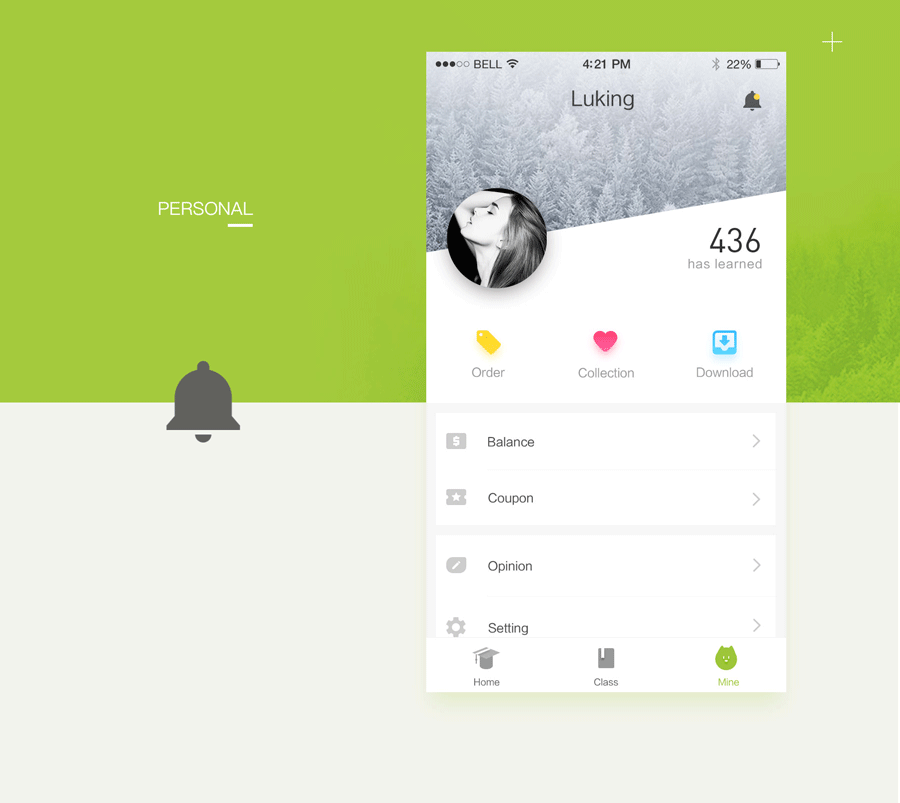 PERSONAL
BELL 4:21 PM 22%
Luking
436
has learned
Order Collection Download
$ Balance
Coupon
Opinion
Setting
Home Class Mine